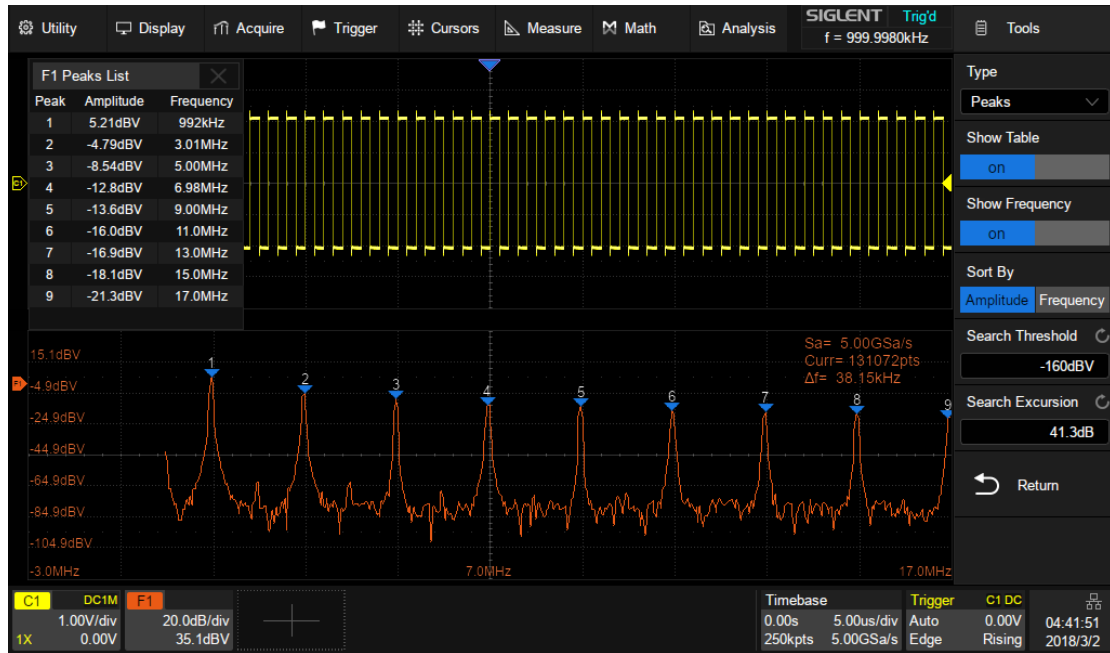 Utility Display Acquire Trigger Cursors Measure Math Analysis SIGLENT Trig'd
f = 999.9980kHz
Tools
F1 Peaks List
Peak Amplitude Frequency
1 5.21dBV 992kHz
2 -4.79dBV 3.01MHz
3 -8.54dBV 5.00MHz
4 -12.8dBV 6.98MHz
5 -13.6dBV 9.00MHz
6 -16.0dBV 11.0MHz
7 -16.9dBV 13.0MHz
8 -18.1dBV 15.0MHz
9 -21.3dBV 17.0MHz
C1
Sa= 5.00GSa/s
Curr= 131072pts
Δf= 38.15kHz
15.1dBV
F1
-4.9dBV
-24.9dBV
-44.9dBV
-64.9dBV
-84.9dBV
-104.9dBV
1 2 3 4 5 6 7 8 9
-3.0MHz 7.0MHz 17.0MHz
Type
Peaks
Show Table
on
Show Frequency
on
Sort By
Amplitude Frequency
Search Threshold
-160dBV
Search Excursion
41.3dB
Return
C1 DC1M
1.00V/div
1X 0.00V
F1
20.0dB/div
35.1dBV
Timebase
0.00s 5.00us/div
250kpts 5.00GSa/s
Trigger C1 DC
Auto 0.00V
Edge Rising
04:41:51
2018/3/2